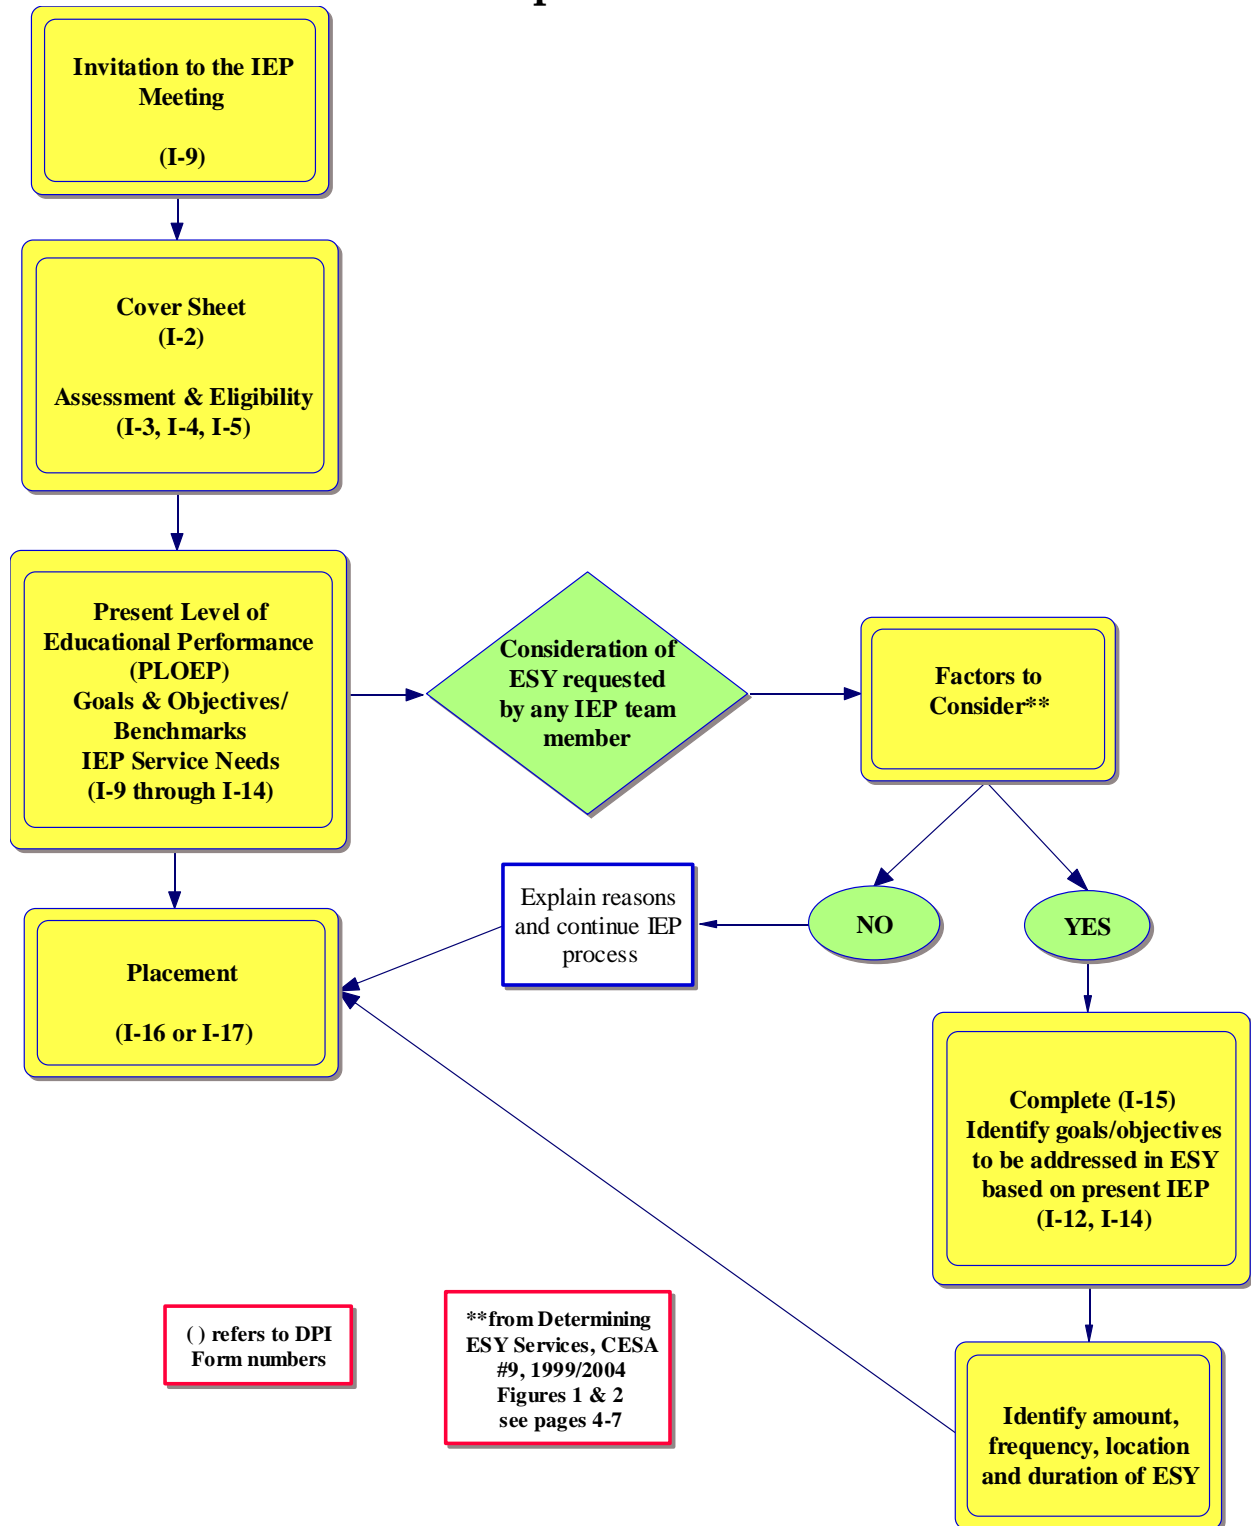 Invitation to the IEP
Meeting
(I-9)
Cover Sheet
(I-2)
Assessment & Eligibility
(I-3, I-4, I-5)
Present Level of
Educational Performance
(PLOEP)
Goals & Objectives/
Benchmarks
IEP Service Needs
(I-9 through I-14)
Consideration of
ESY requested
by any IEP team
member
Factors to
Consider**
NO
YES
Explain reasons
and continue IEP
process
Placement
(I-16 or I-17)
Complete (I-15)
Identify goals/objectives
to be addressed in ESY
based on present IEP
(I-12, I-14)
Identify amount,
frequency, location
and duration of ESY
( ) refers to DPI
Form numbers
**from Determining
ESY Services, CESA
#9, 1999/2004
Figures 1 & 2
see pages 4-7